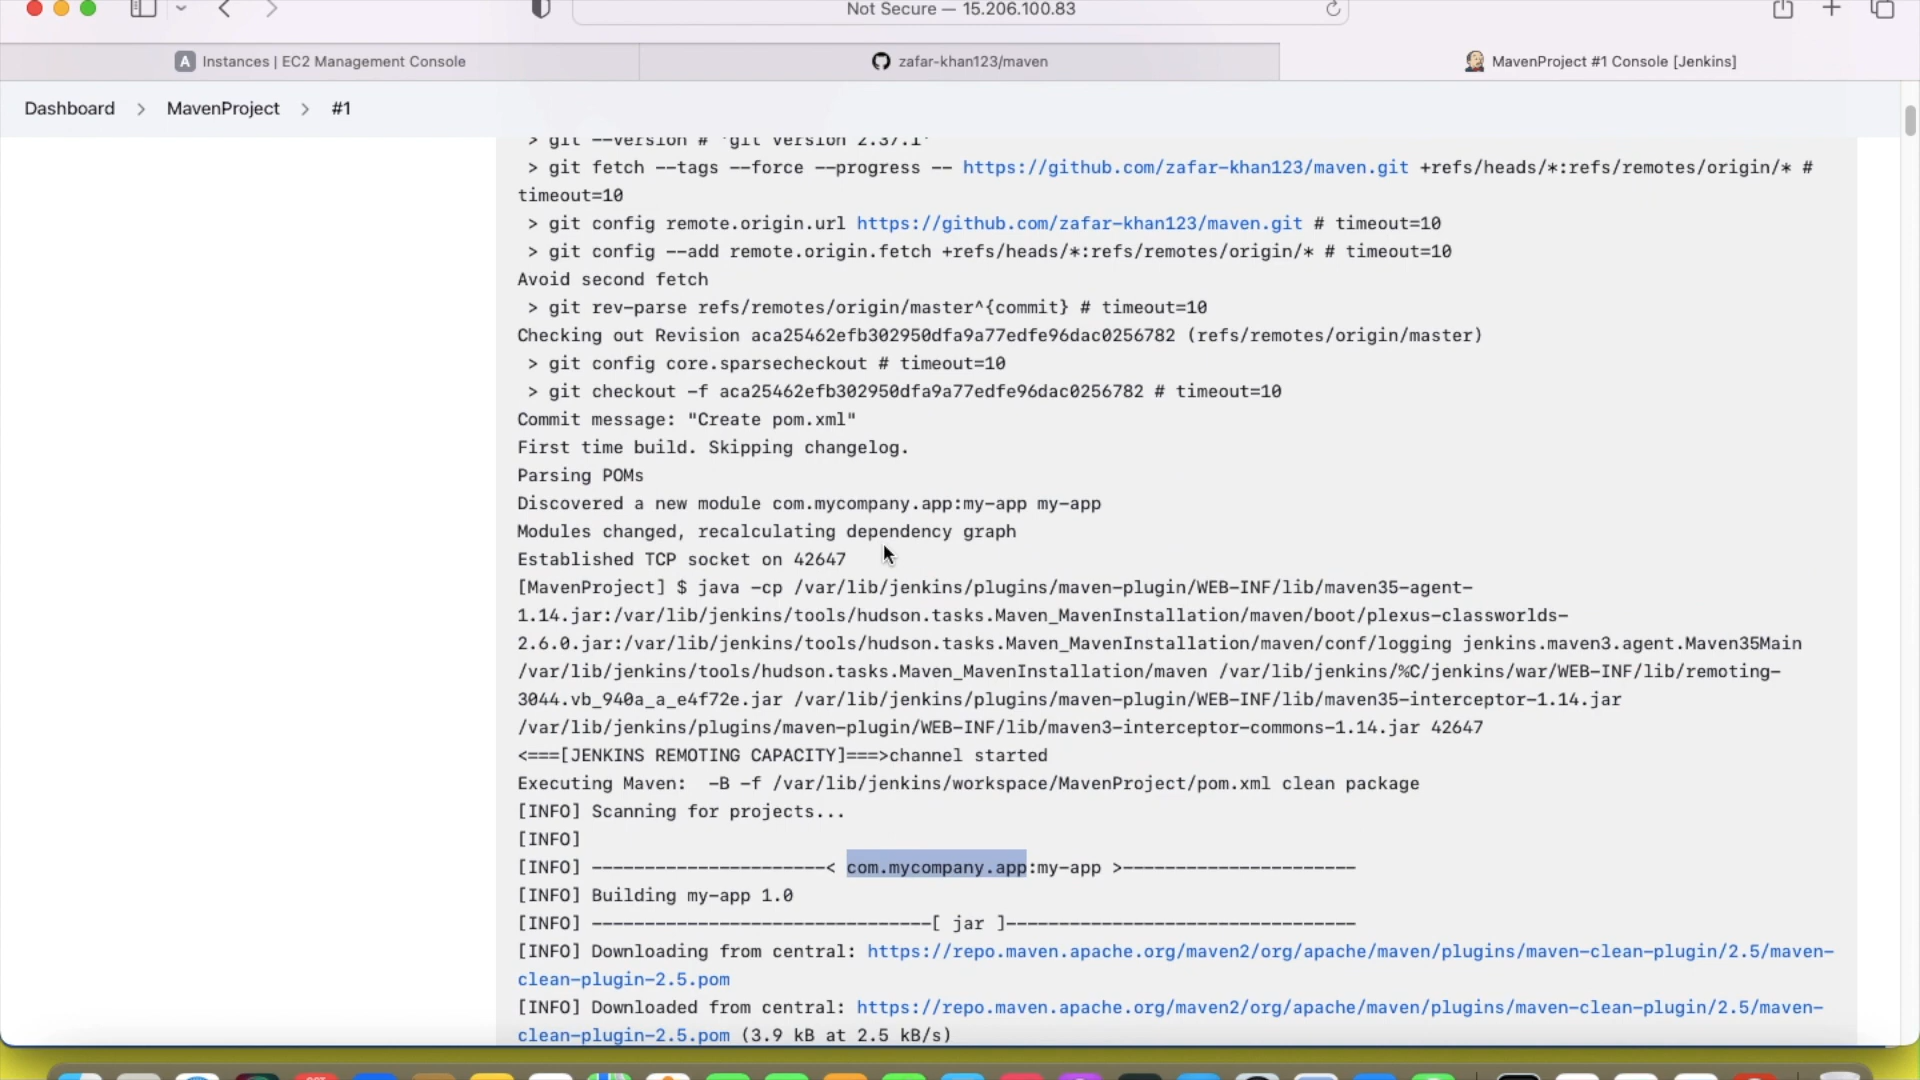 Not Secure — 15.206.100.83
A Instances | EC2 Management Console
zafar-khan123/maven
MavenProject #1 Console [Jenkins]
Dashboard > MavenProject > #1
> git --version # 'git version 2.37.1'
> git fetch --tags --force --progress -- https://github.com/zafar-khan123/maven.git +refs/heads/*:refs/remotes/origin/* #
timeout=10
> git config remote.origin.url https://github.com/zafar-khan123/maven.git # timeout=10
> git config --add remote.origin.fetch +refs/heads/*:refs/remotes/origin/* # timeout=10
Avoid second fetch
> git rev-parse refs/remotes/origin/master^{commit} # timeout=10
Checking out Revision aca25462efb302950dfa9a77edfe96dac0256782 (refs/remotes/origin/master)
> git config core.sparsecheckout # timeout=10
> git checkout -f aca25462efb302950dfa9a77edfe96dac0256782 # timeout=10
Commit message: "Create pom.xml"
First time build. Skipping changelog.
Parsing POMs
Discovered a new module com.mycompany.app:my-app my-app
Modules changed, recalculating dependency graph
Established TCP socket on 42647
[MavenProject] $ java -cp /var/lib/jenkins/plugins/maven-plugin/WEB-INF/lib/maven35-agent-
1.14.jar:/var/lib/jenkins/tools/hudson.tasks.Maven_MavenInstallation/maven/boot/plexus-classworlds-
2.6.0.jar:/var/lib/jenkins/tools/hudson.tasks.Maven_MavenInstallation/maven/conf/logging jenkins.maven3.agent.Maven35Main
/var/lib/jenkins/tools/hudson.tasks.Maven_MavenInstallation/maven /var/lib/jenkins/%C/jenkins/war/WEB-INF/lib/remoting-
3044.vb_940a_a_e4f72e.jar /var/lib/jenkins/plugins/maven-plugin/WEB-INF/lib/maven35-interceptor-1.14.jar
/var/lib/jenkins/plugins/maven-plugin/WEB-INF/lib/maven3-interceptor-commons-1.14.jar 42647
<===[JENKINS REMOTING CAPACITY]===>channel started
Executing Maven:  -B -f /var/lib/jenkins/workspace/MavenProject/pom.xml clean package
[INFO] Scanning for projects...
[INFO]
[INFO] ----------------------< com.mycompany.app:my-app >----------------------
[INFO] Building my-app 1.0
[INFO] --------------------------------[ jar ]---------------------------------
[INFO] Downloading from central: https://repo.maven.apache.org/maven2/org/apache/maven/plugins/maven-clean-plugin/2.5/maven-
clean-plugin-2.5.pom
[INFO] Downloaded from central: https://repo.maven.apache.org/maven2/org/apache/maven/plugins/maven-clean-plugin/2.5/maven-
clean-plugin-2.5.pom (3.9 kB at 2.5 kB/s)